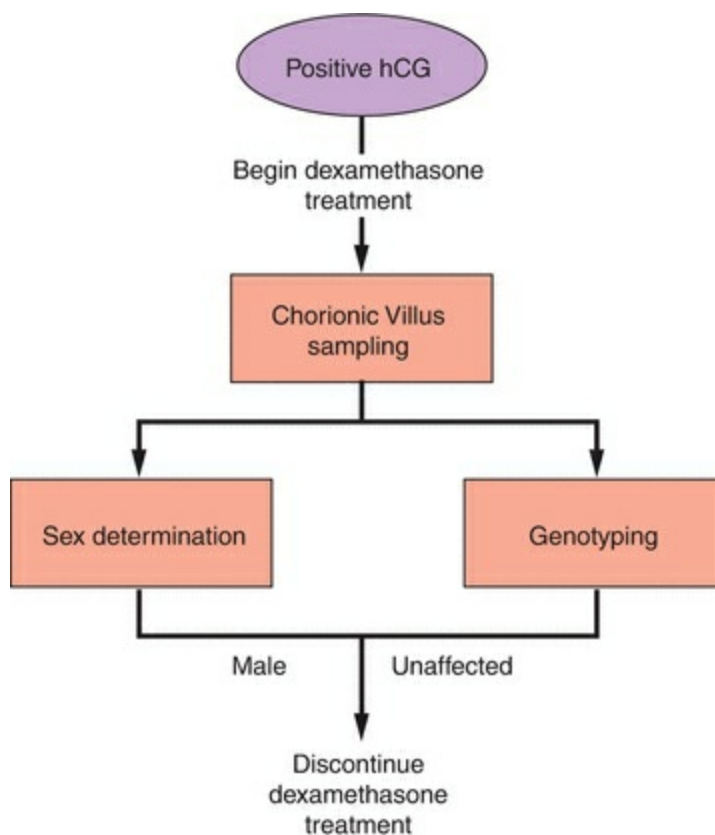 Positive hCG
Begin dexamethasone
treatment
Chorionic Villus
sampling
Sex determination
Genotyping
Male
Unaffected
Discontinue
dexamethasone
treatment